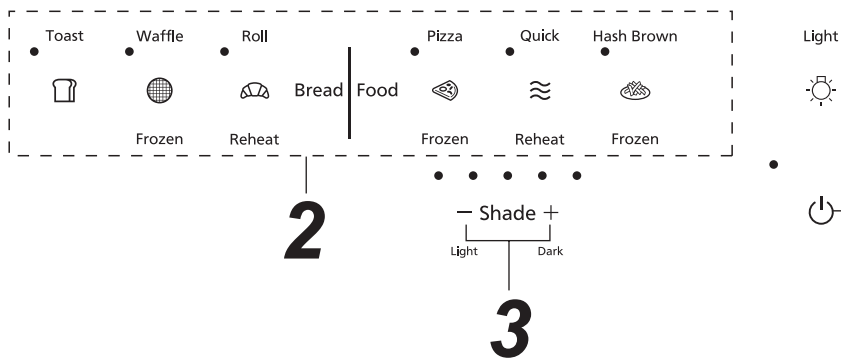 Toast Waffle Roll Pizza Quick Hash Brown Light
Bread Food
Frozen Reheat Frozen Reheat Frozen
− Shade +
Light Dark
2
3